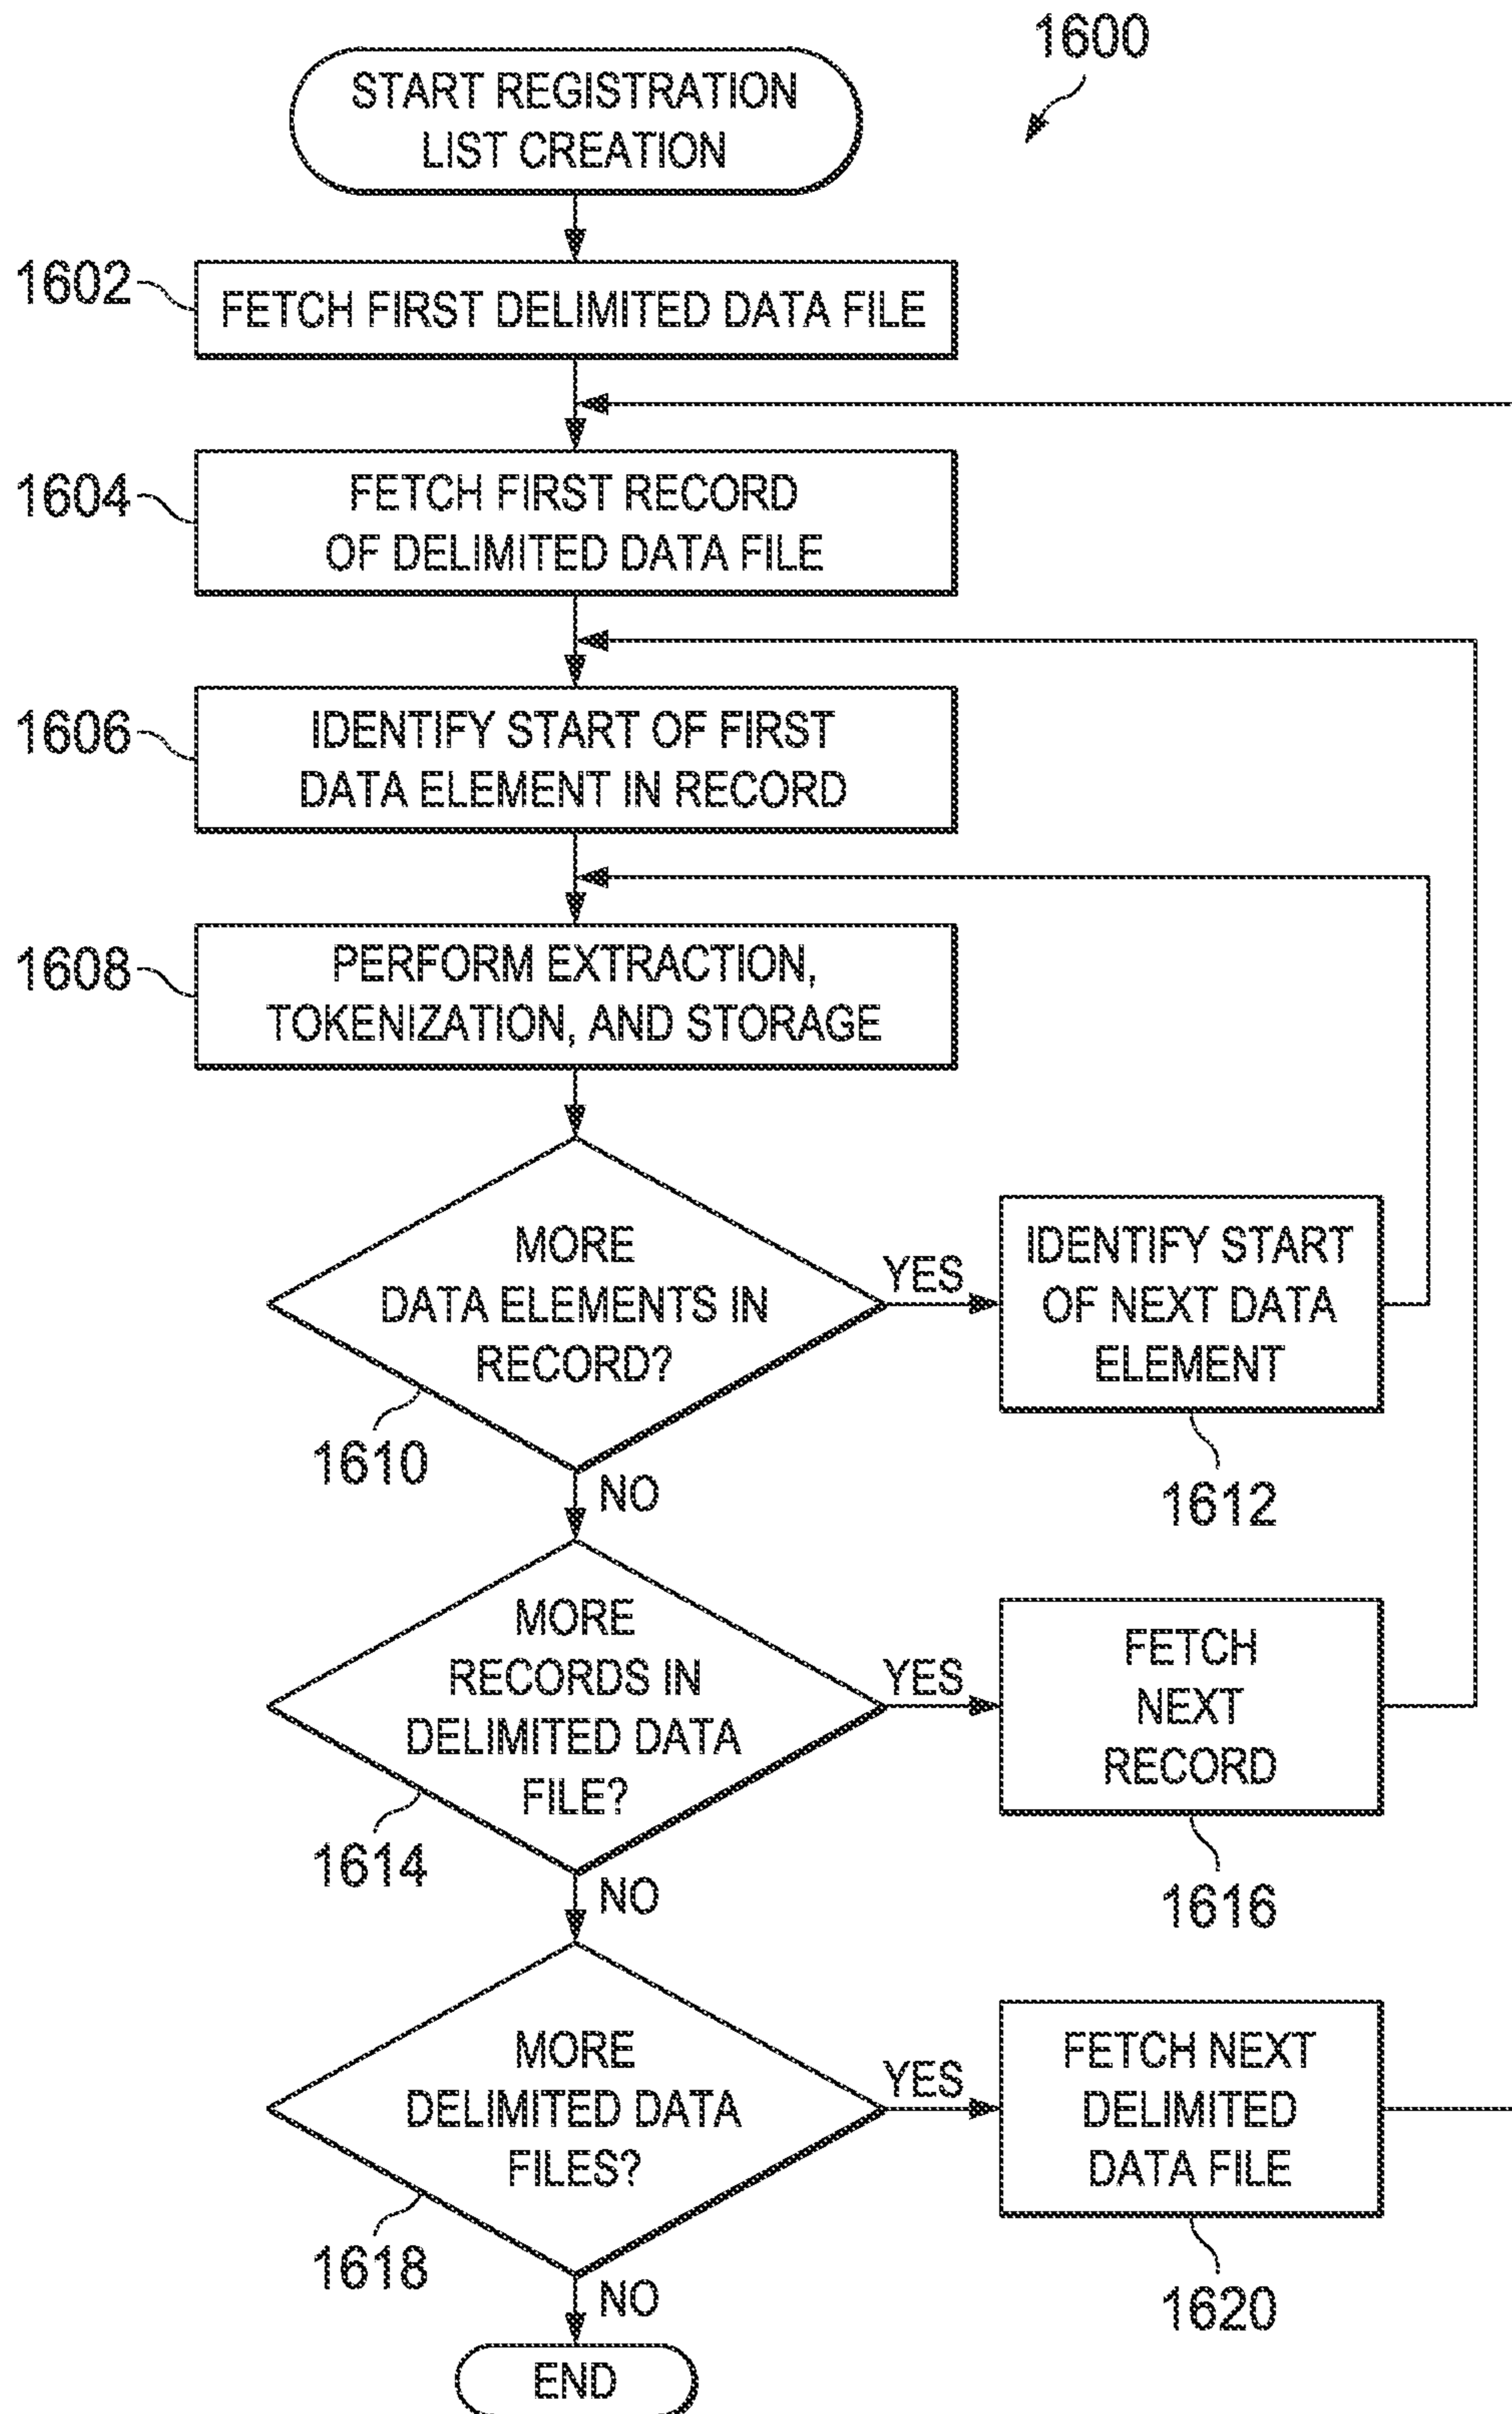 1600
START REGISTRATION
LIST CREATION
1602
FETCH FIRST DELIMITED DATA FILE
1604
FETCH FIRST RECORD
OF DELIMITED DATA FILE
1606
IDENTIFY START OF FIRST
DATA ELEMENT IN RECORD
1608
PERFORM EXTRACTION,
TOKENIZATION, AND STORAGE
MORE
DATA ELEMENTS IN
RECORD?
1610
YES
IDENTIFY START
OF NEXT DATA
ELEMENT
1612
NO
MORE
RECORDS IN
DELIMITED DATA
FILE?
1614
YES
FETCH
NEXT
RECORD
1616
NO
MORE
DELIMITED DATA
FILES?
1618
YES
FETCH NEXT
DELIMITED
DATA FILE
1620
NO
END